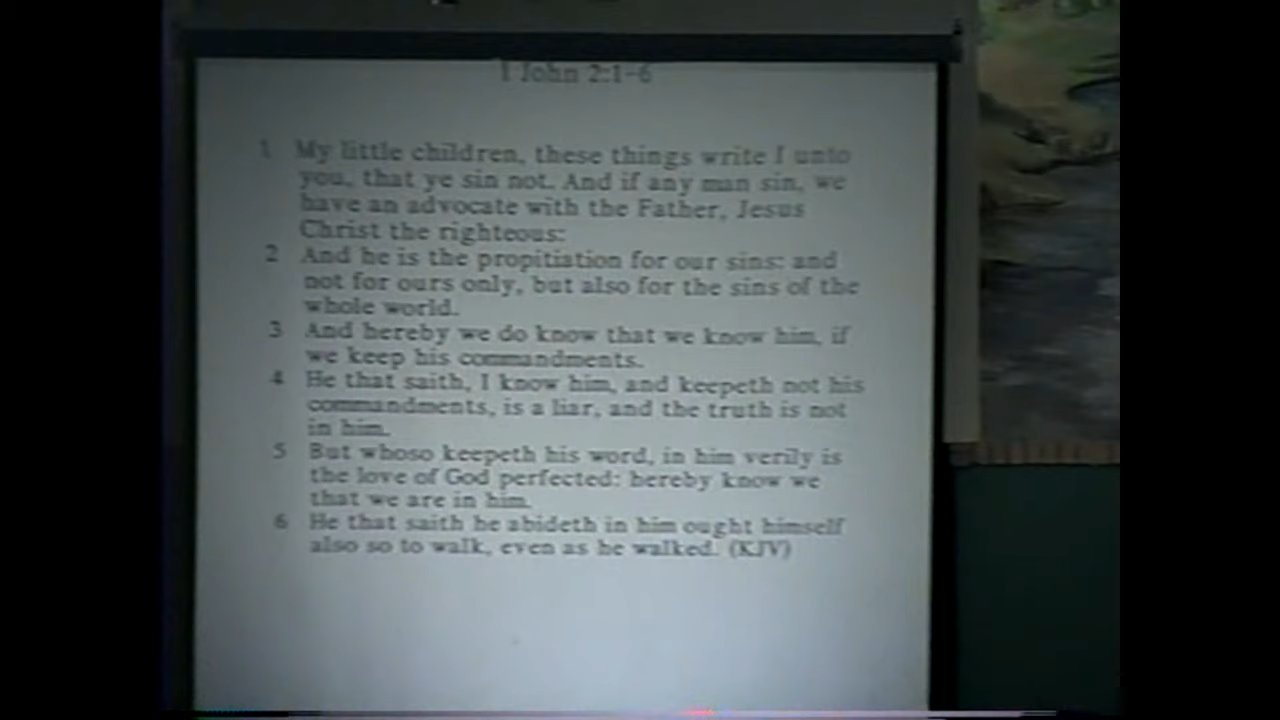 1 John 2:1-6
1 My little children, these things write I unto
you, that ye sin not. And if any man sin, we
have an advocate with the Father, Jesus
Christ the righteous:
2 And he is the propitiation for our sins: and
not for ours only, but also for the sins of the
whole world.
3 And hereby we do know that we know him, if
we keep his commandments.
4 He that saith, I know him, and keepeth not his
commandments, is a liar, and the truth is not
in him.
5 But whoso keepeth his word, in him verily is
the love of God perfected: hereby know we
that we are in him.
6 He that saith he abideth in him ought himself
also so to walk, even as he walked. (KJV)